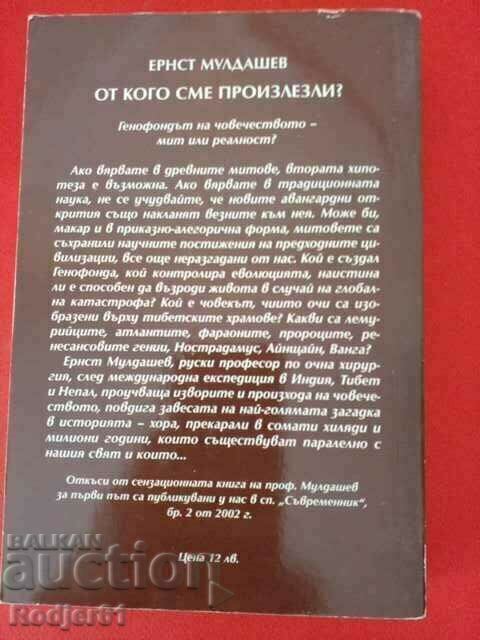 ЕРНСТ МУЛДАШЕВ
ОТ КОГО СМЕ ПРОИЗЛЕЗЛИ?
Генофондът на човечеството –
мит или реалност?
Ако вярвате в древните митове, втората хипо-
теза е възможна. Ако вярвате в традиционната
наука, не се учудвайте, че новите авангардни от-
крития също накланят везните към нея. Може би,
макар и в приказно-алегорична форма, митовете са
съхранили научните постижения на предходните ци-
вилизации, все още неразгадани от нас. Кой е създал
Генофонда, кой контролира еволюцията, наистина
ли е способен да възроди живота в случай на глобал-
на катастрофа? Кой е човекът, чиито очи са изо-
бразени върху тибетските храмове? Какви са лему-
рийците, атлантите, фараоните, пророците, ре-
несансовите гении, Нострадамус, Айнщайн, Ванга?
Ернст Мулдашев, руски професор по очна хирур-
гия, след международна експедиция в Индия, Тибет
и Непал, проучваща изворите и произхода на чове-
чеството, повдига завесата на най-голямата загадка
в историята – хора, прекарали в сомати хиляди и
милиони години, които съществуват паралелно с
нашия свят и които...
Откъси от сензационната книга на проф. Мулдашев
за първи път са публикувани у нас в сп. „Съвременник",
бр. 2 от 2002 г.
Цена 12 лв.
БАЛКАН
auction
Rodjer61